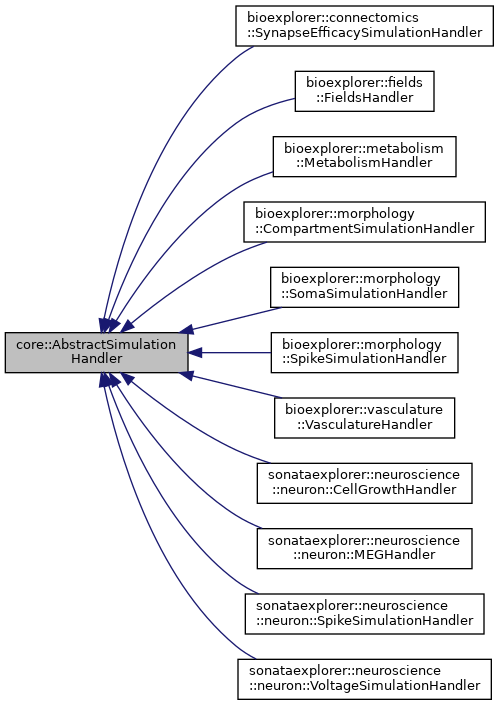 bioexplorer::connectomics
::SynapseEfficacySimulationHandler
bioexplorer::fields
::FieldsHandler
bioexplorer::metabolism
::MetabolismHandler
bioexplorer::morphology
::CompartmentSimulationHandler
bioexplorer::morphology
::SomaSimulationHandler
core::AbstractSimulation
Handler
bioexplorer::morphology
::SpikeSimulationHandler
bioexplorer::vasculature
::VasculatureHandler
sonataexplorer::neuroscience
::neuron::CellGrowthHandler
sonataexplorer::neuroscience
::neuron::MEGHandler
sonataexplorer::neuroscience
::neuron::SpikeSimulationHandler
sonataexplorer::neuroscience
::neuron::VoltageSimulationHandler